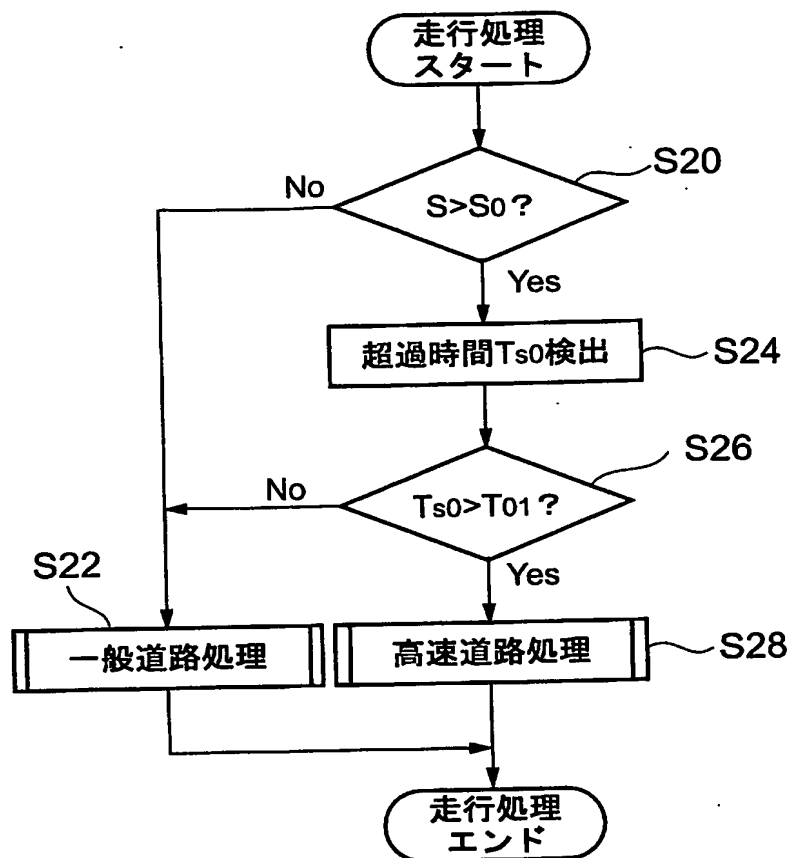 走行処理
スタート
S20
No
S>S0?
Yes
超過時間Ts0検出
S24
S26
No
Ts0>T01?
S22
Yes
一般道路処理
高速道路処理
S28
走行処理
エンド